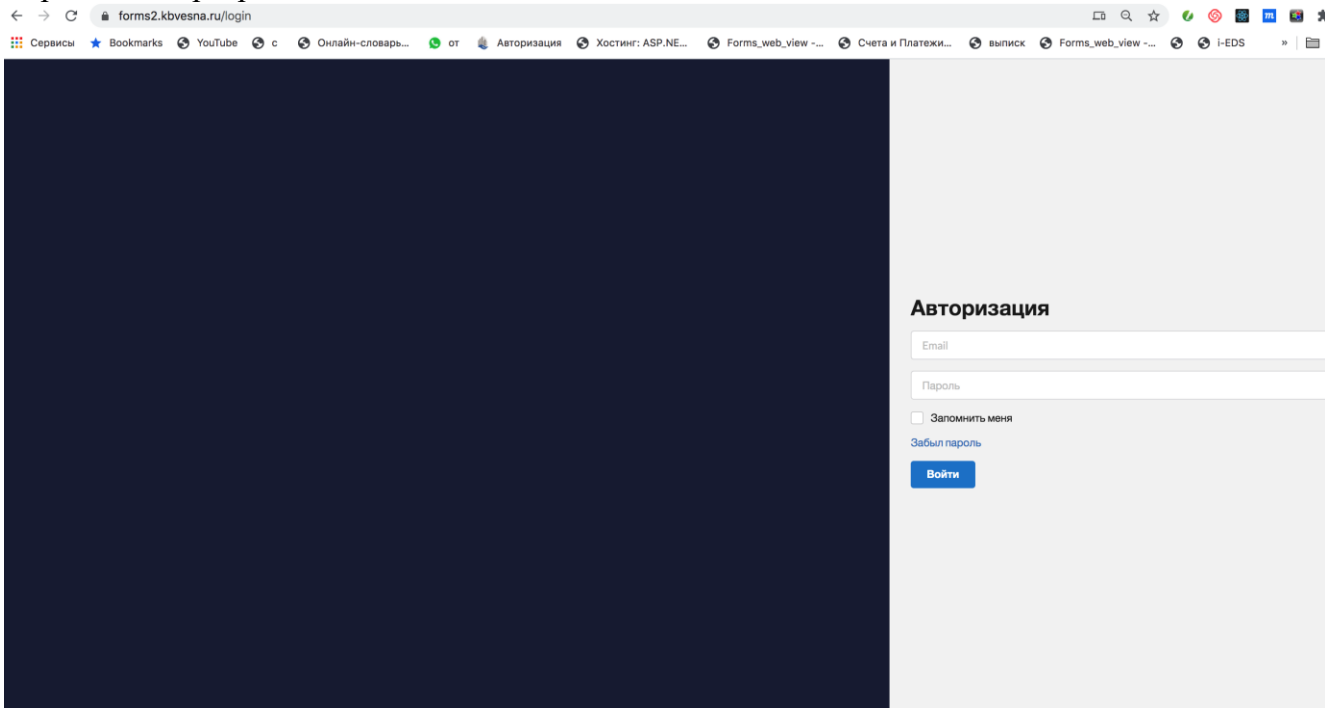 forms2.kbvesna.ru/login
Сервисы Bookmarks YouTube с Онлайн-словарь... от Авторизация Хостинг: ASP.NE... Forms_web_view -... Счета и Платежи... выписк Forms_web_view -... i-EDS »
Авторизация
Email
Пароль
Запомнить меня
Забыл пароль
Войти